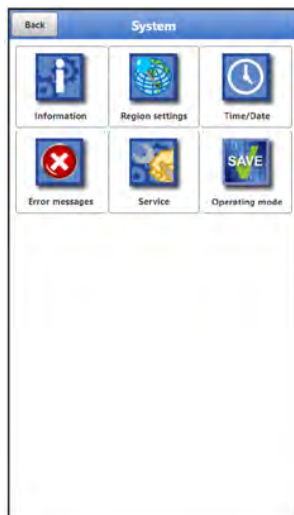 Back
System
Information
Region settings
Time/Date
Error messages
Service
SAVE
Operating mode